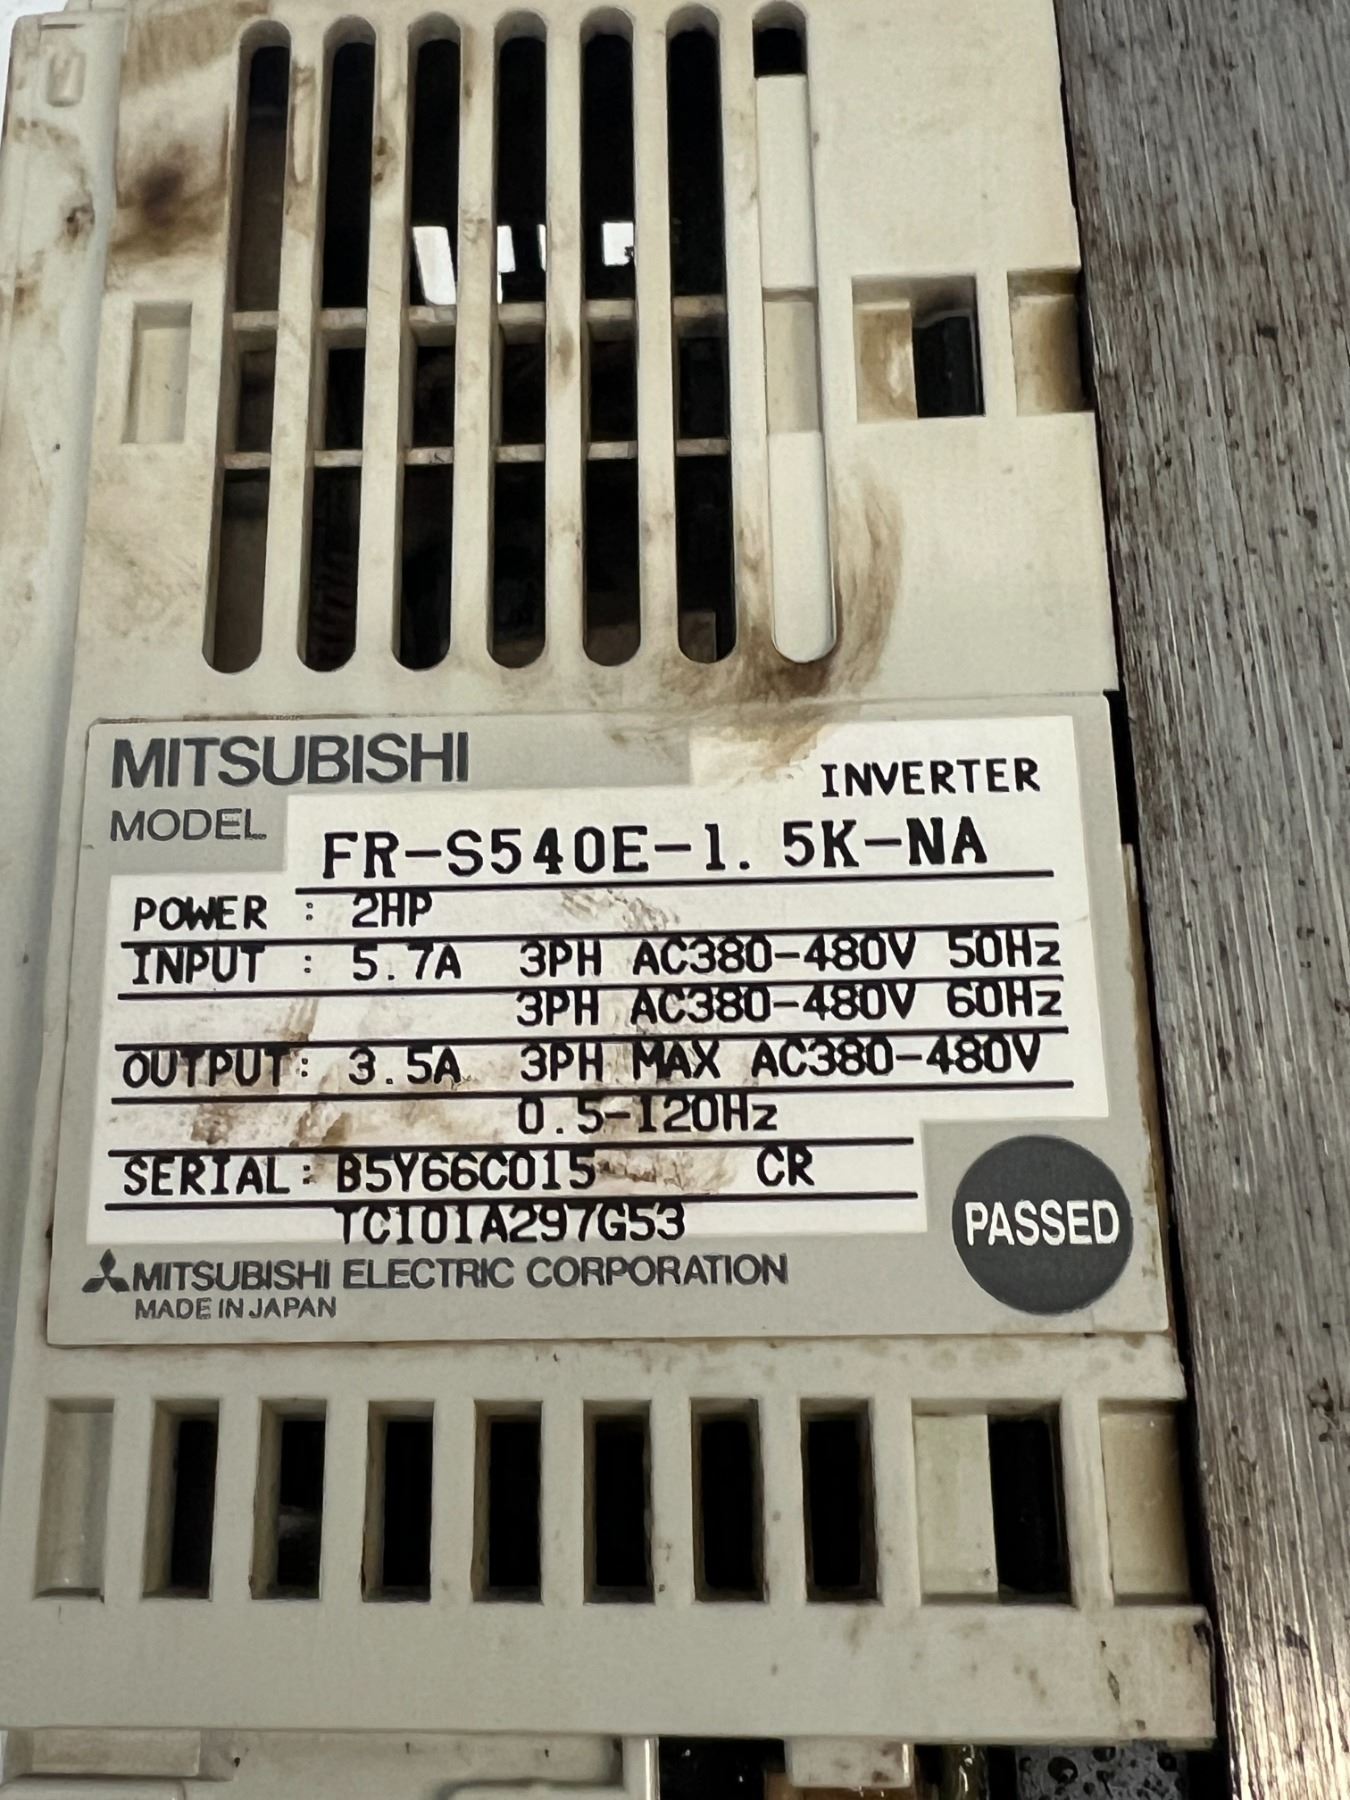 MITSUBISHI
INVERTER
MODEL FR-S540E-1.5K-NA
POWER : 2HP
INPUT : 5.7A 3PH AC380-480V 50Hz
3PH AC380-480V 60Hz
OUTPUT: 3.5A 3PH MAX AC380-480V
0.5-120Hz
SERIAL: B5Y66C015 CR
TC101A297G53
PASSED
MITSUBISHI ELECTRIC CORPORATION
MADE IN JAPAN